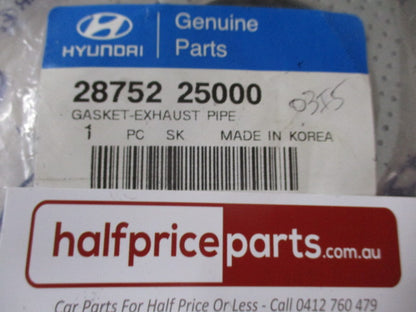 HYUNDAI
Genuine
Parts
28752 25000
GASKET-EXHAUST PIPE
1 PC SK MADE IN KOREA
halfpriceparts.com.au
Car Parts For Half Price Or Less - Call 0412 760 479